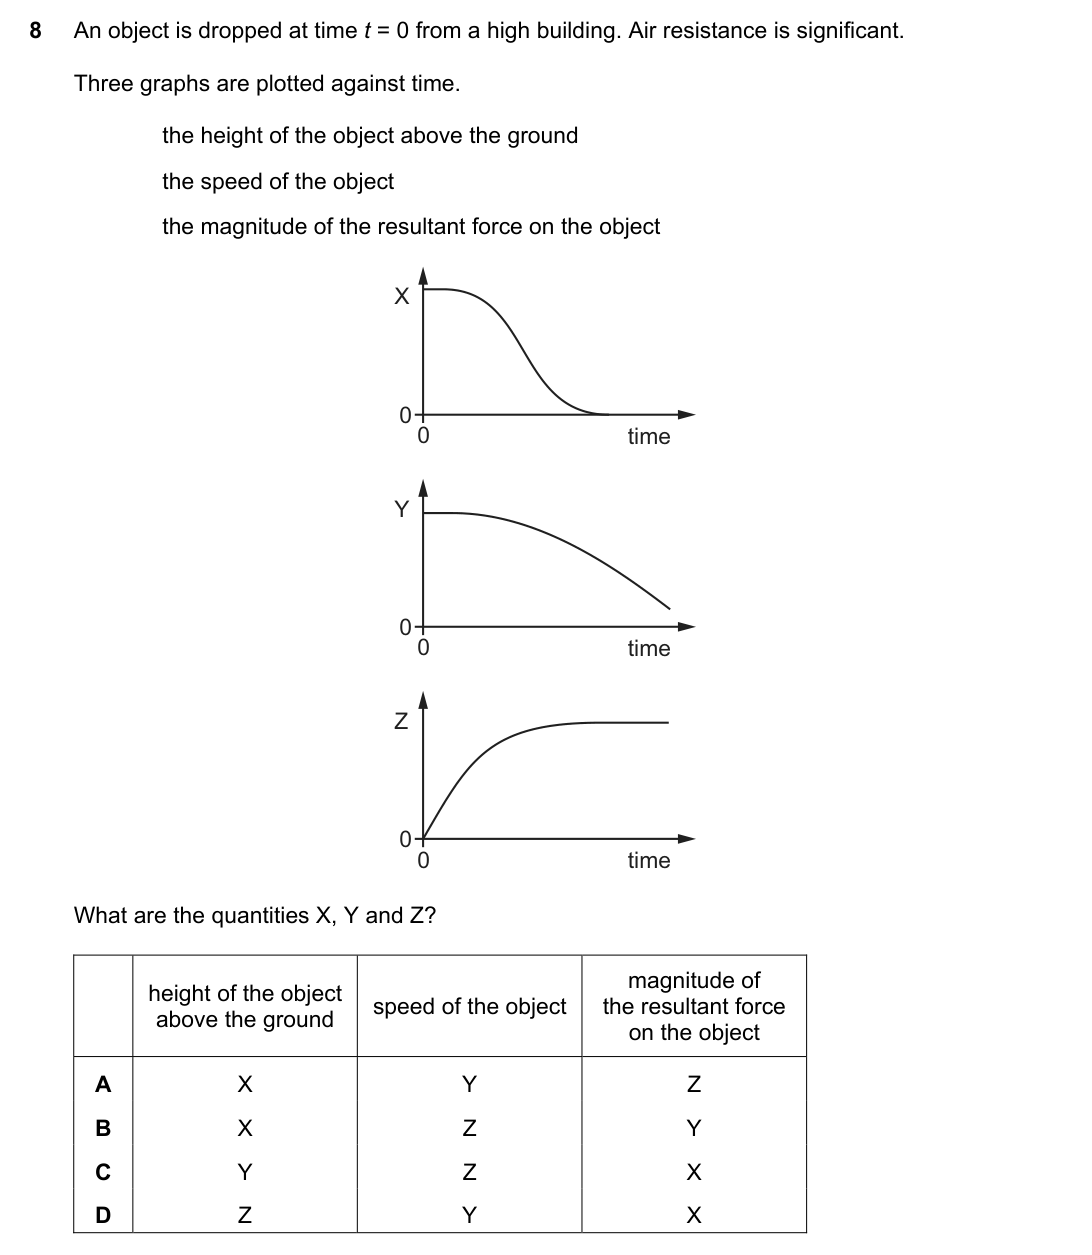 8 An object is dropped at time t = 0 from a high building. Air resistance is significant.
Three graphs are plotted against time.
the height of the object above the ground
the speed of the object
the magnitude of the resultant force on the object
X
0
0
time
Y
0
0
time
Z
0
0
time
What are the quantities X, Y and Z?
height of the object
above the ground
speed of the object
magnitude of
the resultant force
on the object
A X Y Z
B X Z Y
C Y Z X
D Z Y X